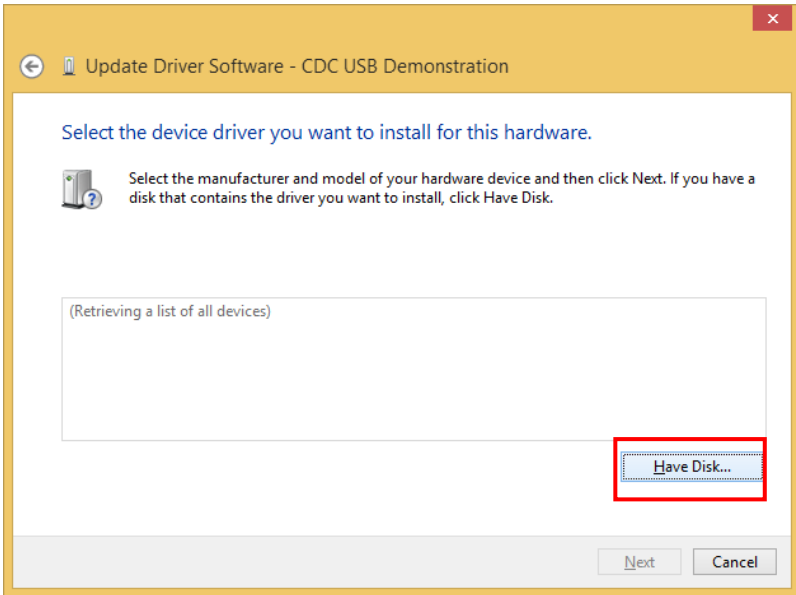 Update Driver Software - CDC USB Demonstration
Select the device driver you want to install for this hardware.
Select the manufacturer and model of your hardware device and then click Next. If you have a
disk that contains the driver you want to install, click Have Disk.
(Retrieving a list of all devices)
Have Disk...
Next
Cancel